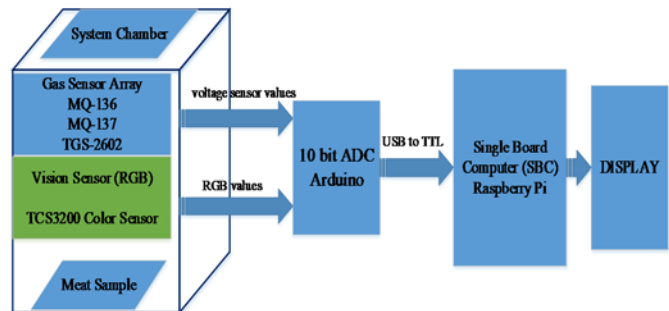 System Chamber
Gas Sensor Array
MQ-136
MQ-137
TGS-2602
Vision Sensor (RGB)
TCS3200 Color Sensor
Meat Sample
voltage sensor values
RGB values
10 bit ADC
Arduino
USB to TTL
Single Board
Computer (SBC)
Raspberry Pi
DISPLAY